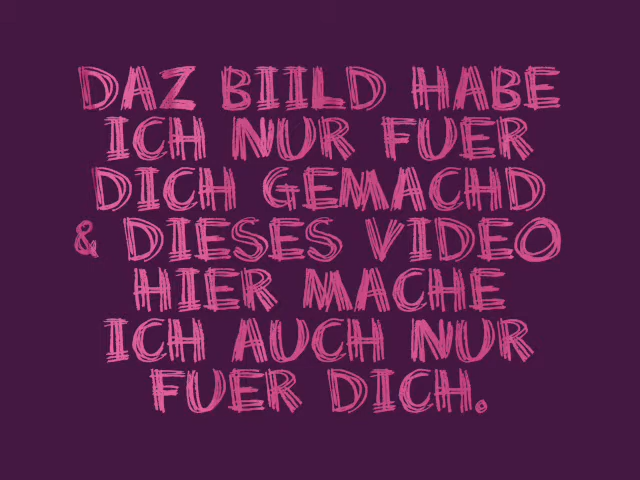 DAZ BIILD HABE
ICH NUR FUER
DICH GEMACHD
& DIESES VIDEO
HIER MACHE
ICH AUCH NUR
FUER DICH.